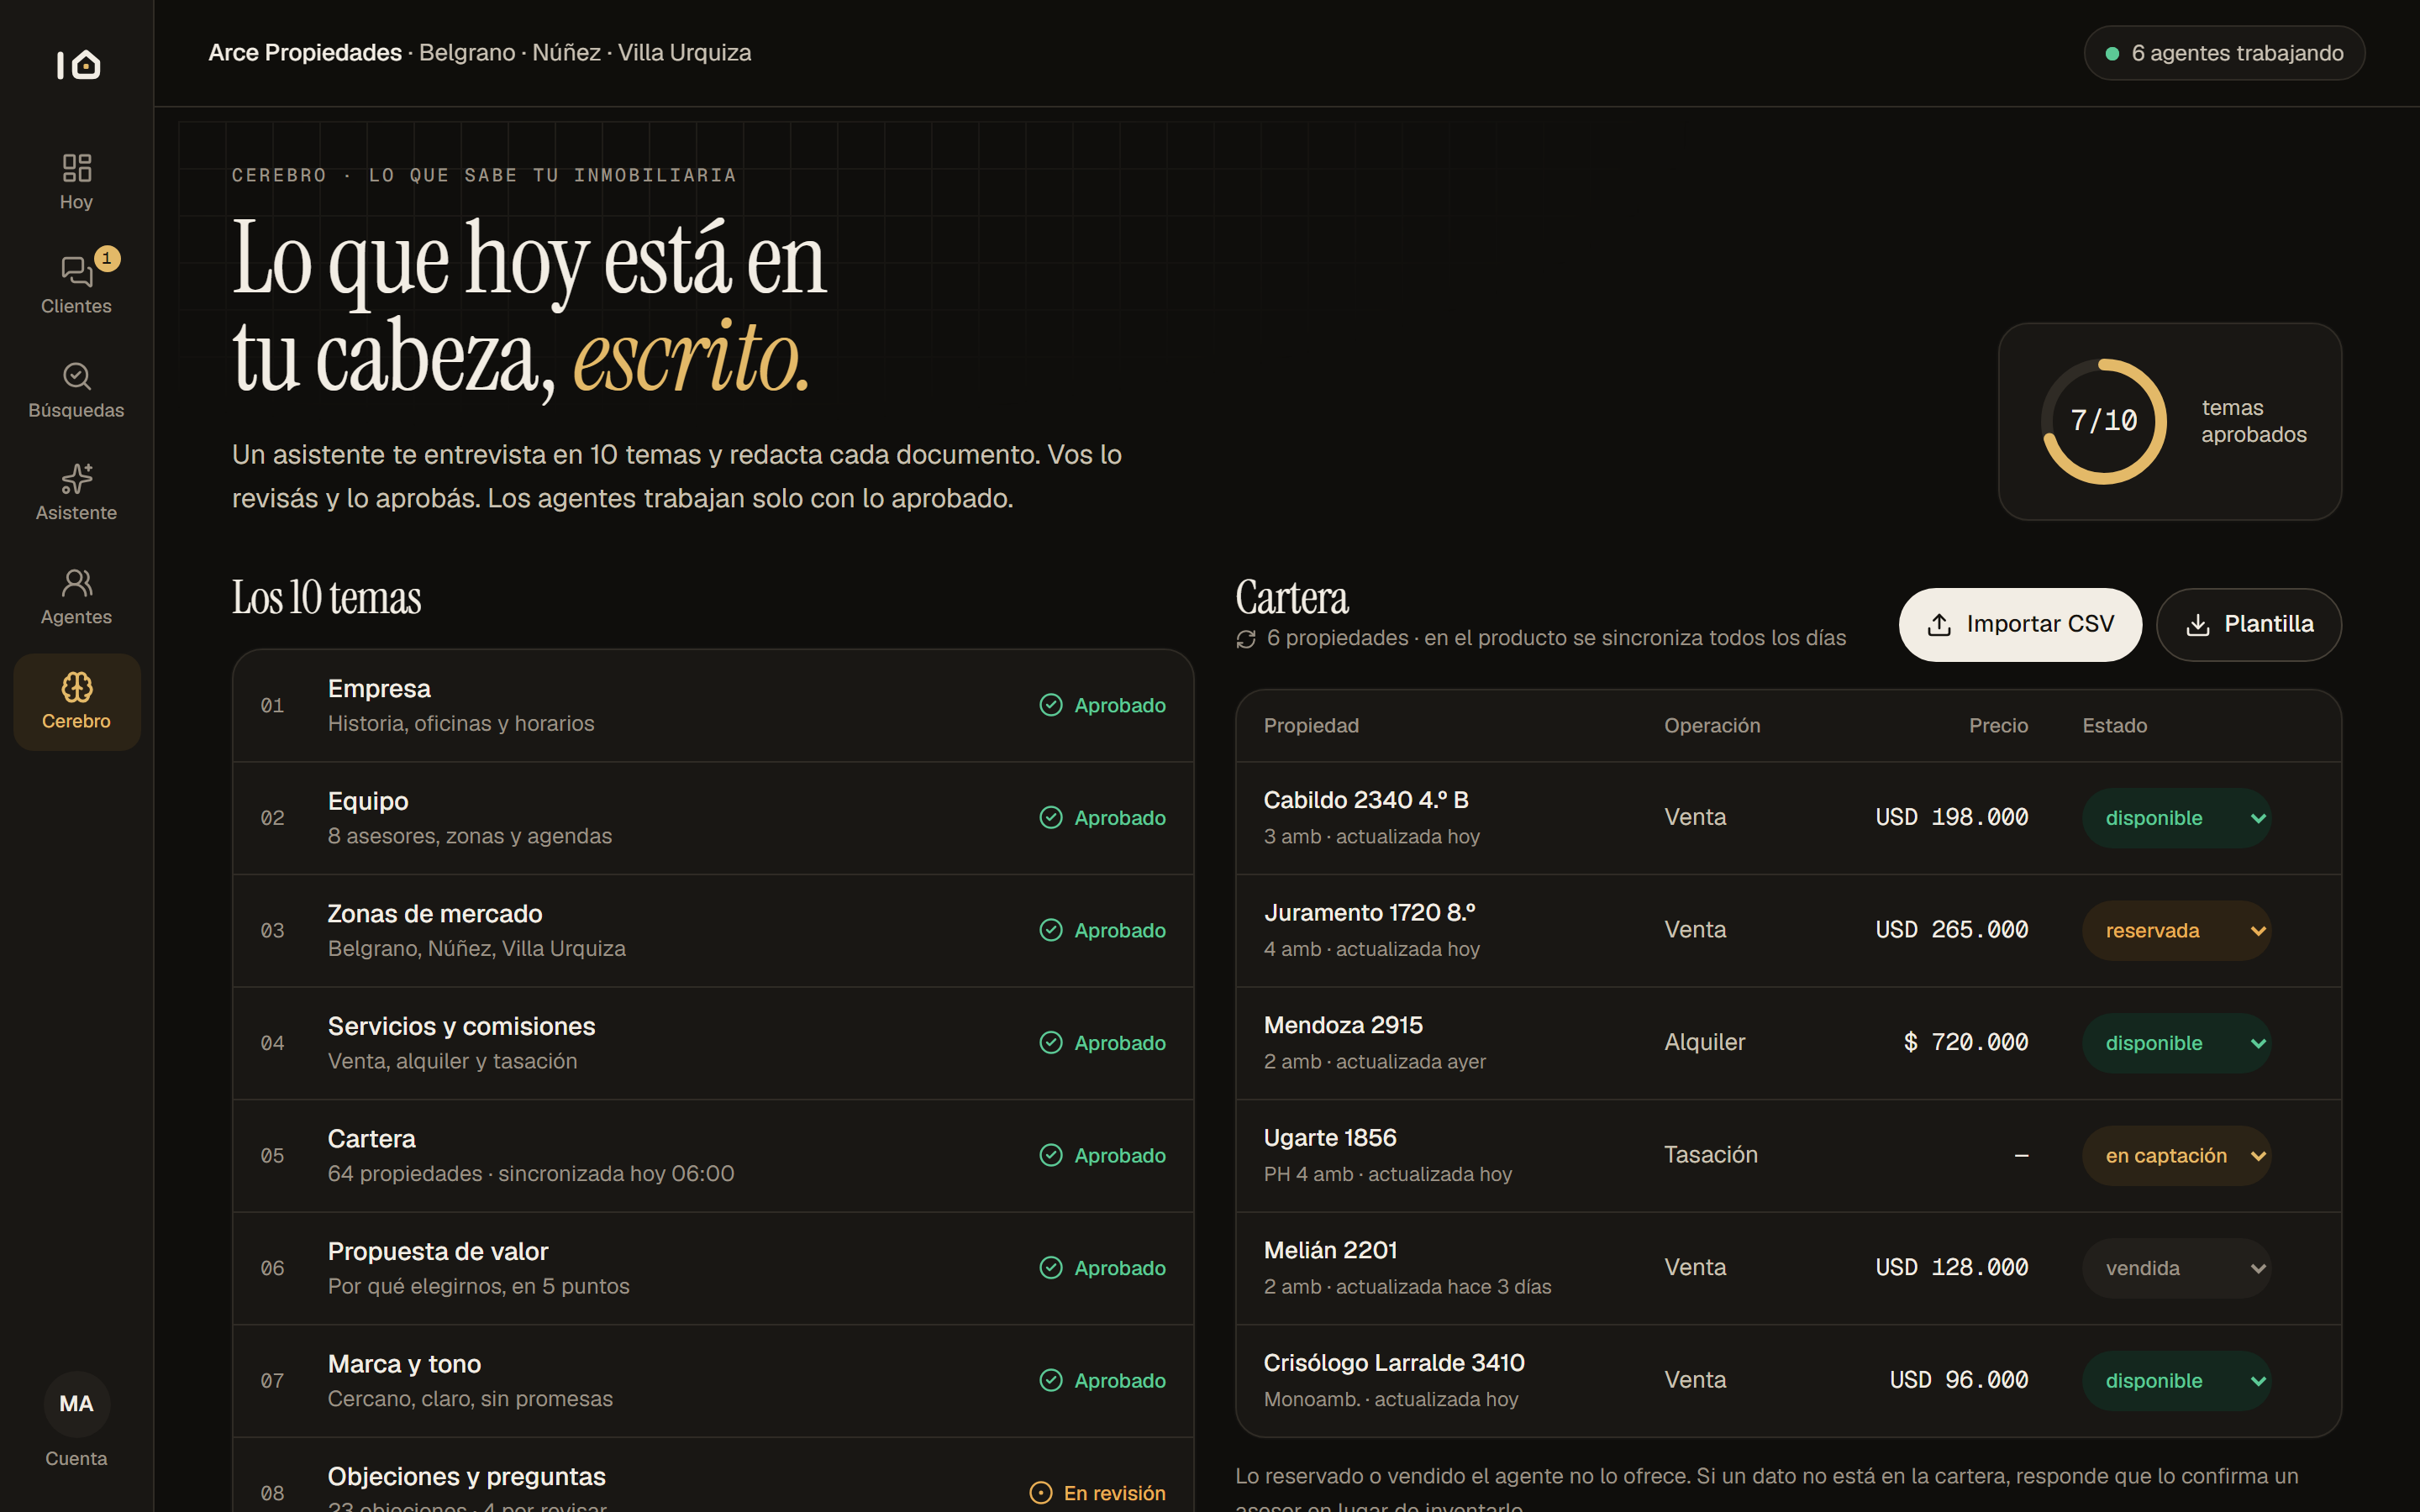 Arce Propiedades · Belgrano · Núñez · Villa Urquiza
6 agentes trabajando
Hoy
1
Clientes
Búsquedas
Asistente
Agentes
Cerebro
MA
Cuenta
CEREBRO · LO QUE SABE TU INMOBILIARIA
Lo que hoy está en
tu cabeza, escrito.
Un asistente te entrevista en 10 temas y redacta cada documento. Vos lo
revisás y lo aprobás. Los agentes trabajan solo con lo aprobado.
7/10
temas
aprobados
Los 10 temas
01
Empresa
Historia, oficinas y horarios
Aprobado
02
Equipo
8 asesores, zonas y agendas
Aprobado
03
Zonas de mercado
Belgrano, Núñez, Villa Urquiza
Aprobado
04
Servicios y comisiones
Venta, alquiler y tasación
Aprobado
05
Cartera
64 propiedades · sincronizada hoy 06:00
Aprobado
06
Propuesta de valor
Por qué elegirnos, en 5 puntos
Aprobado
07
Marca y tono
Cercano, claro, sin promesas
Aprobado
08
Objeciones y preguntas
23 objeciones · 4 por revisar
En revisión
Cartera
6 propiedades · en el producto se sincroniza todos los días
Importar CSV
Plantilla
Propiedad Operación Precio Estado
Cabildo 2340 4.º B
3 amb · actualizada hoy
Venta
USD 198.000
disponible
Juramento 1720 8.º
4 amb · actualizada hoy
Venta
USD 265.000
reservada
Mendoza 2915
2 amb · actualizada ayer
Alquiler
$ 720.000
disponible
Ugarte 1856
PH 4 amb · actualizada hoy
Tasación
—
en captación
Melián 2201
2 amb · actualizada hace 3 días
Venta
USD 128.000
vendida
Crisólogo Larralde 3410
Monoamb. · actualizada hoy
Venta
USD 96.000
disponible
Lo reservado o vendido el agente no lo ofrece. Si un dato no está en la cartera, responde que lo confirma un
asesor en lugar de inventarlo.